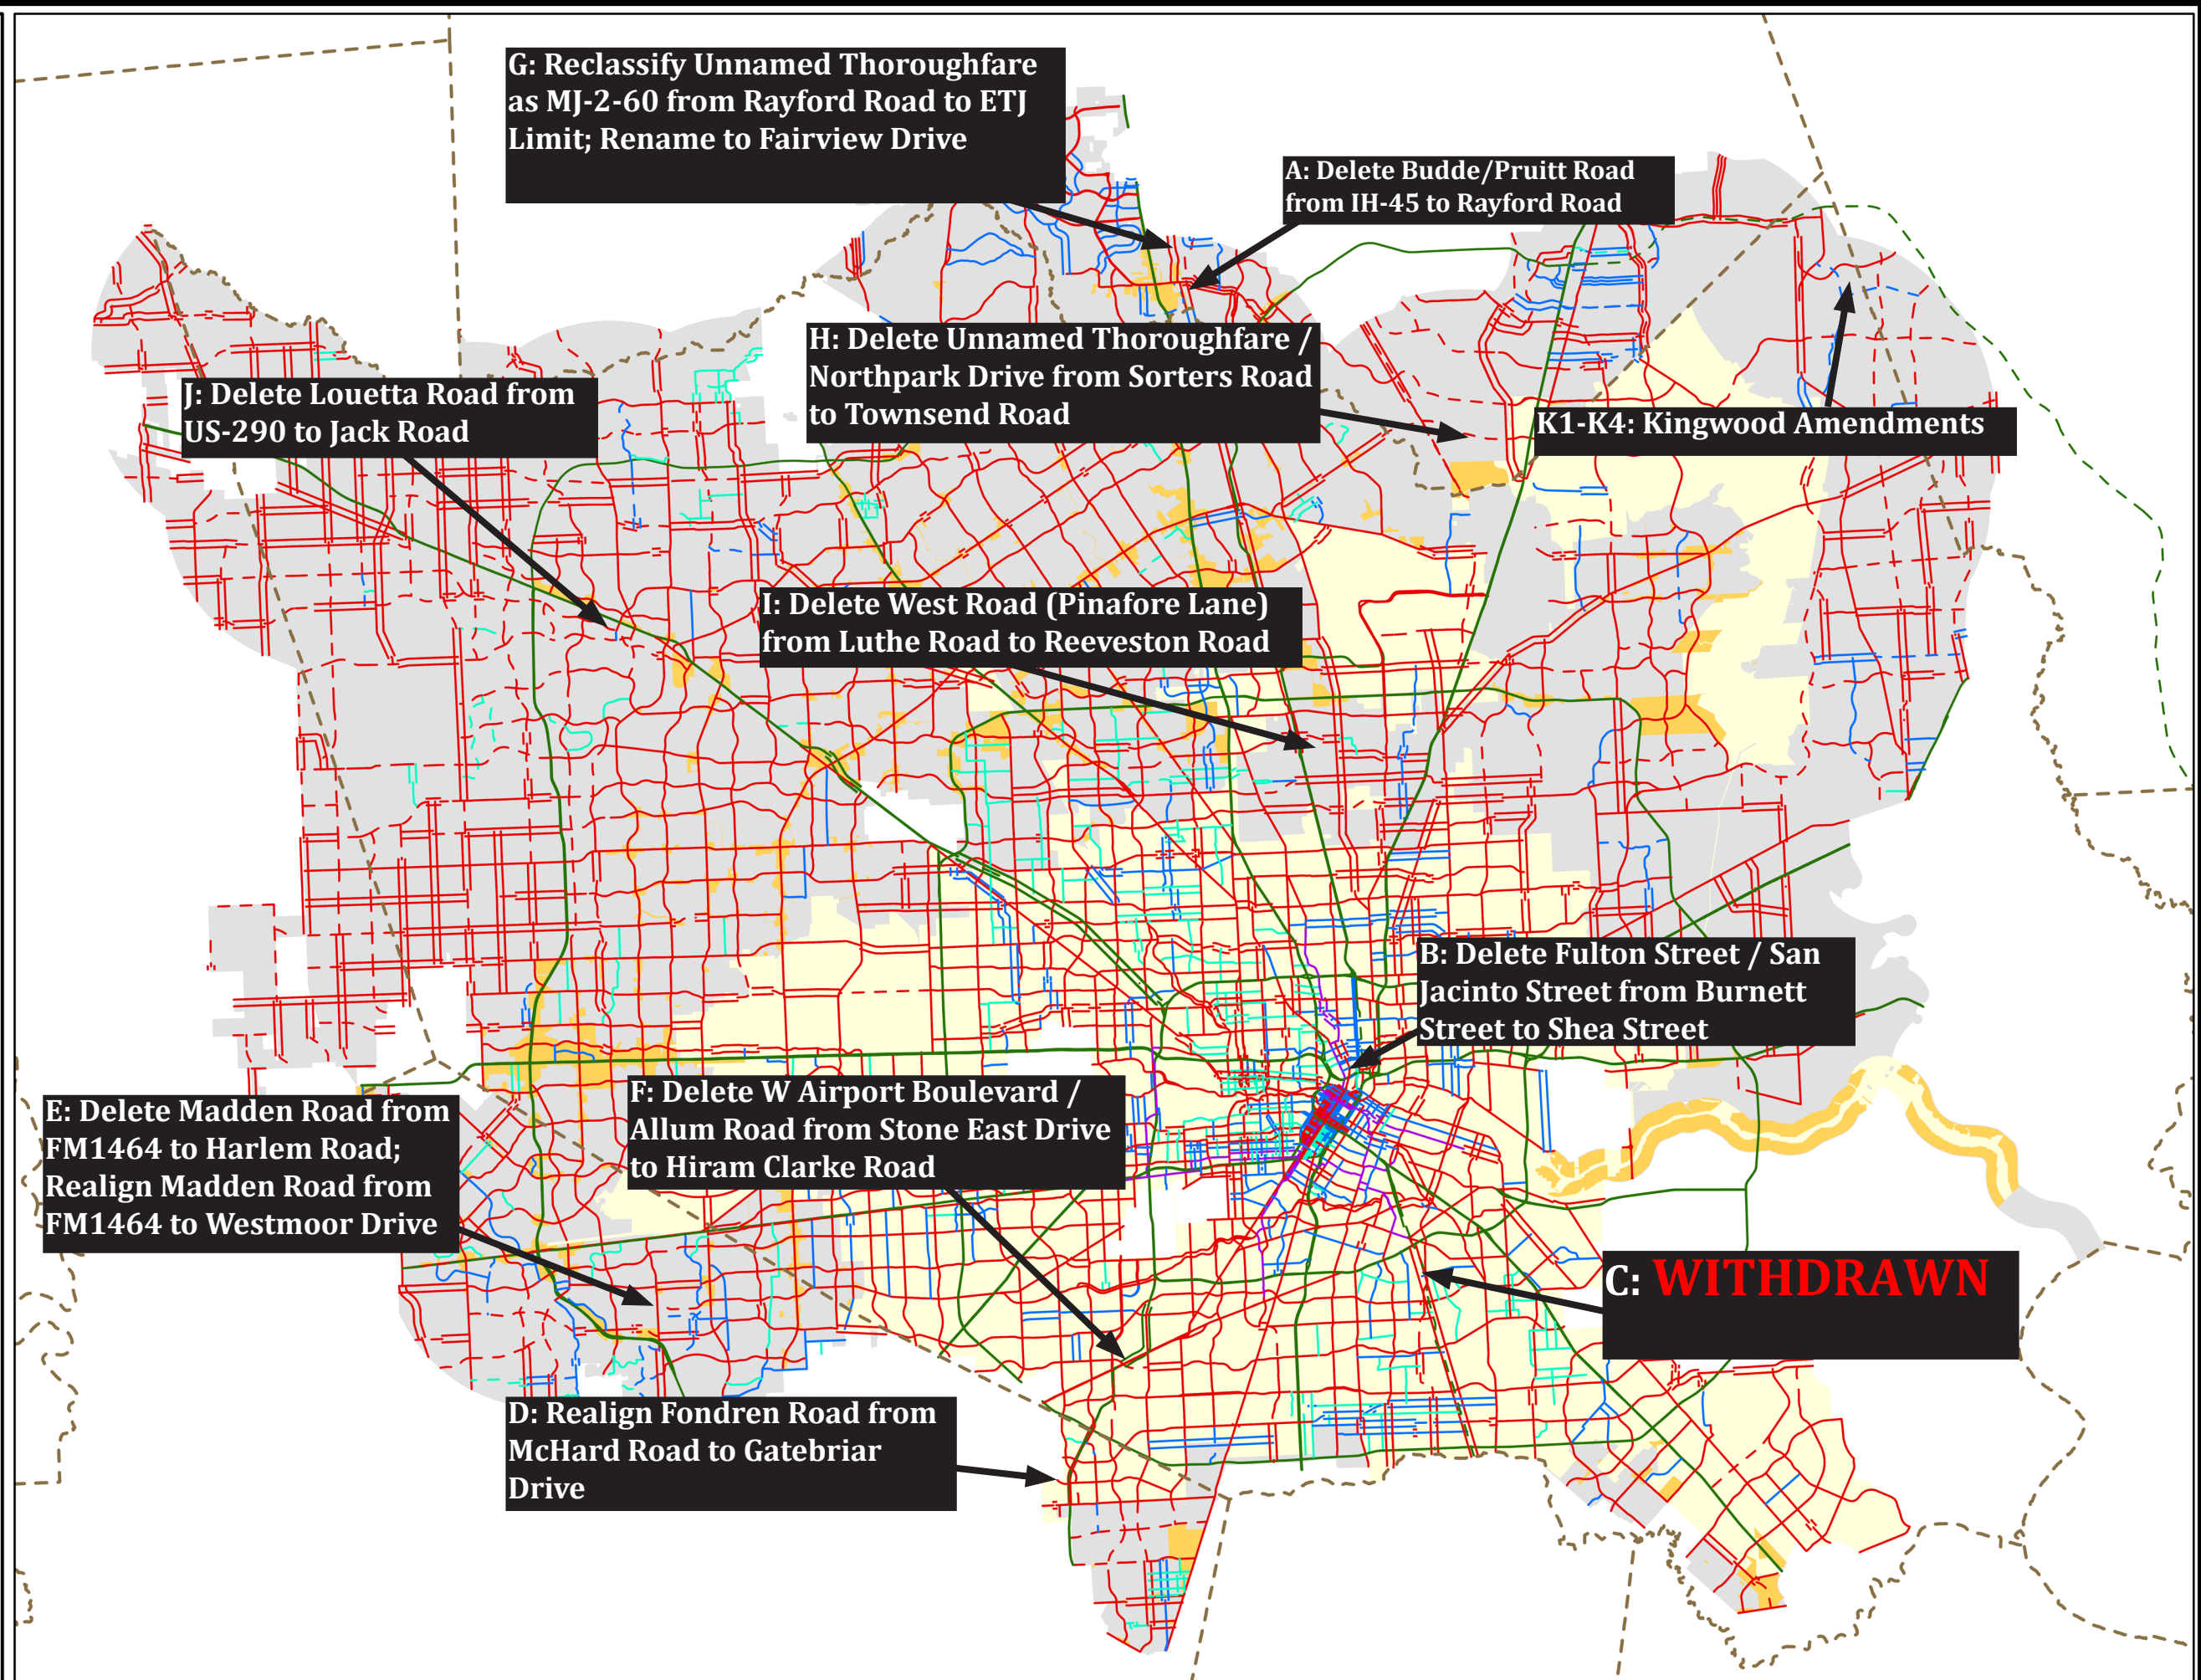 G: Reclassify Unnamed Thoroughfare
as MJ-2-60 from Rayford Road to ETJ
Limit; Rename to Fairview Drive
A: Delete Budde/Pruitt Road
from IH-45 to Rayford Road
H: Delete Unnamed Thoroughfare /
Northpark Drive from Sorters Road
to Townsend Road
J: Delete Louetta Road from
US-290 to Jack Road
K1-K4: Kingwood Amendments
I: Delete West Road (Pinafore Lane)
from Luthe Road to Reeveston Road
B: Delete Fulton Street / San
Jacinto Street from Burnett
Street to Shea Street
F: Delete W Airport Boulevard /
Allum Road from Stone East Drive
to Hiram Clarke Road
E: Delete Madden Road from
FM1464 to Harlem Road;
Realign Madden Road from
FM1464 to Westmoor Drive
C: WITHDRAWN
D: Realign Fondren Road from
McHard Road to Gatebriar
Drive